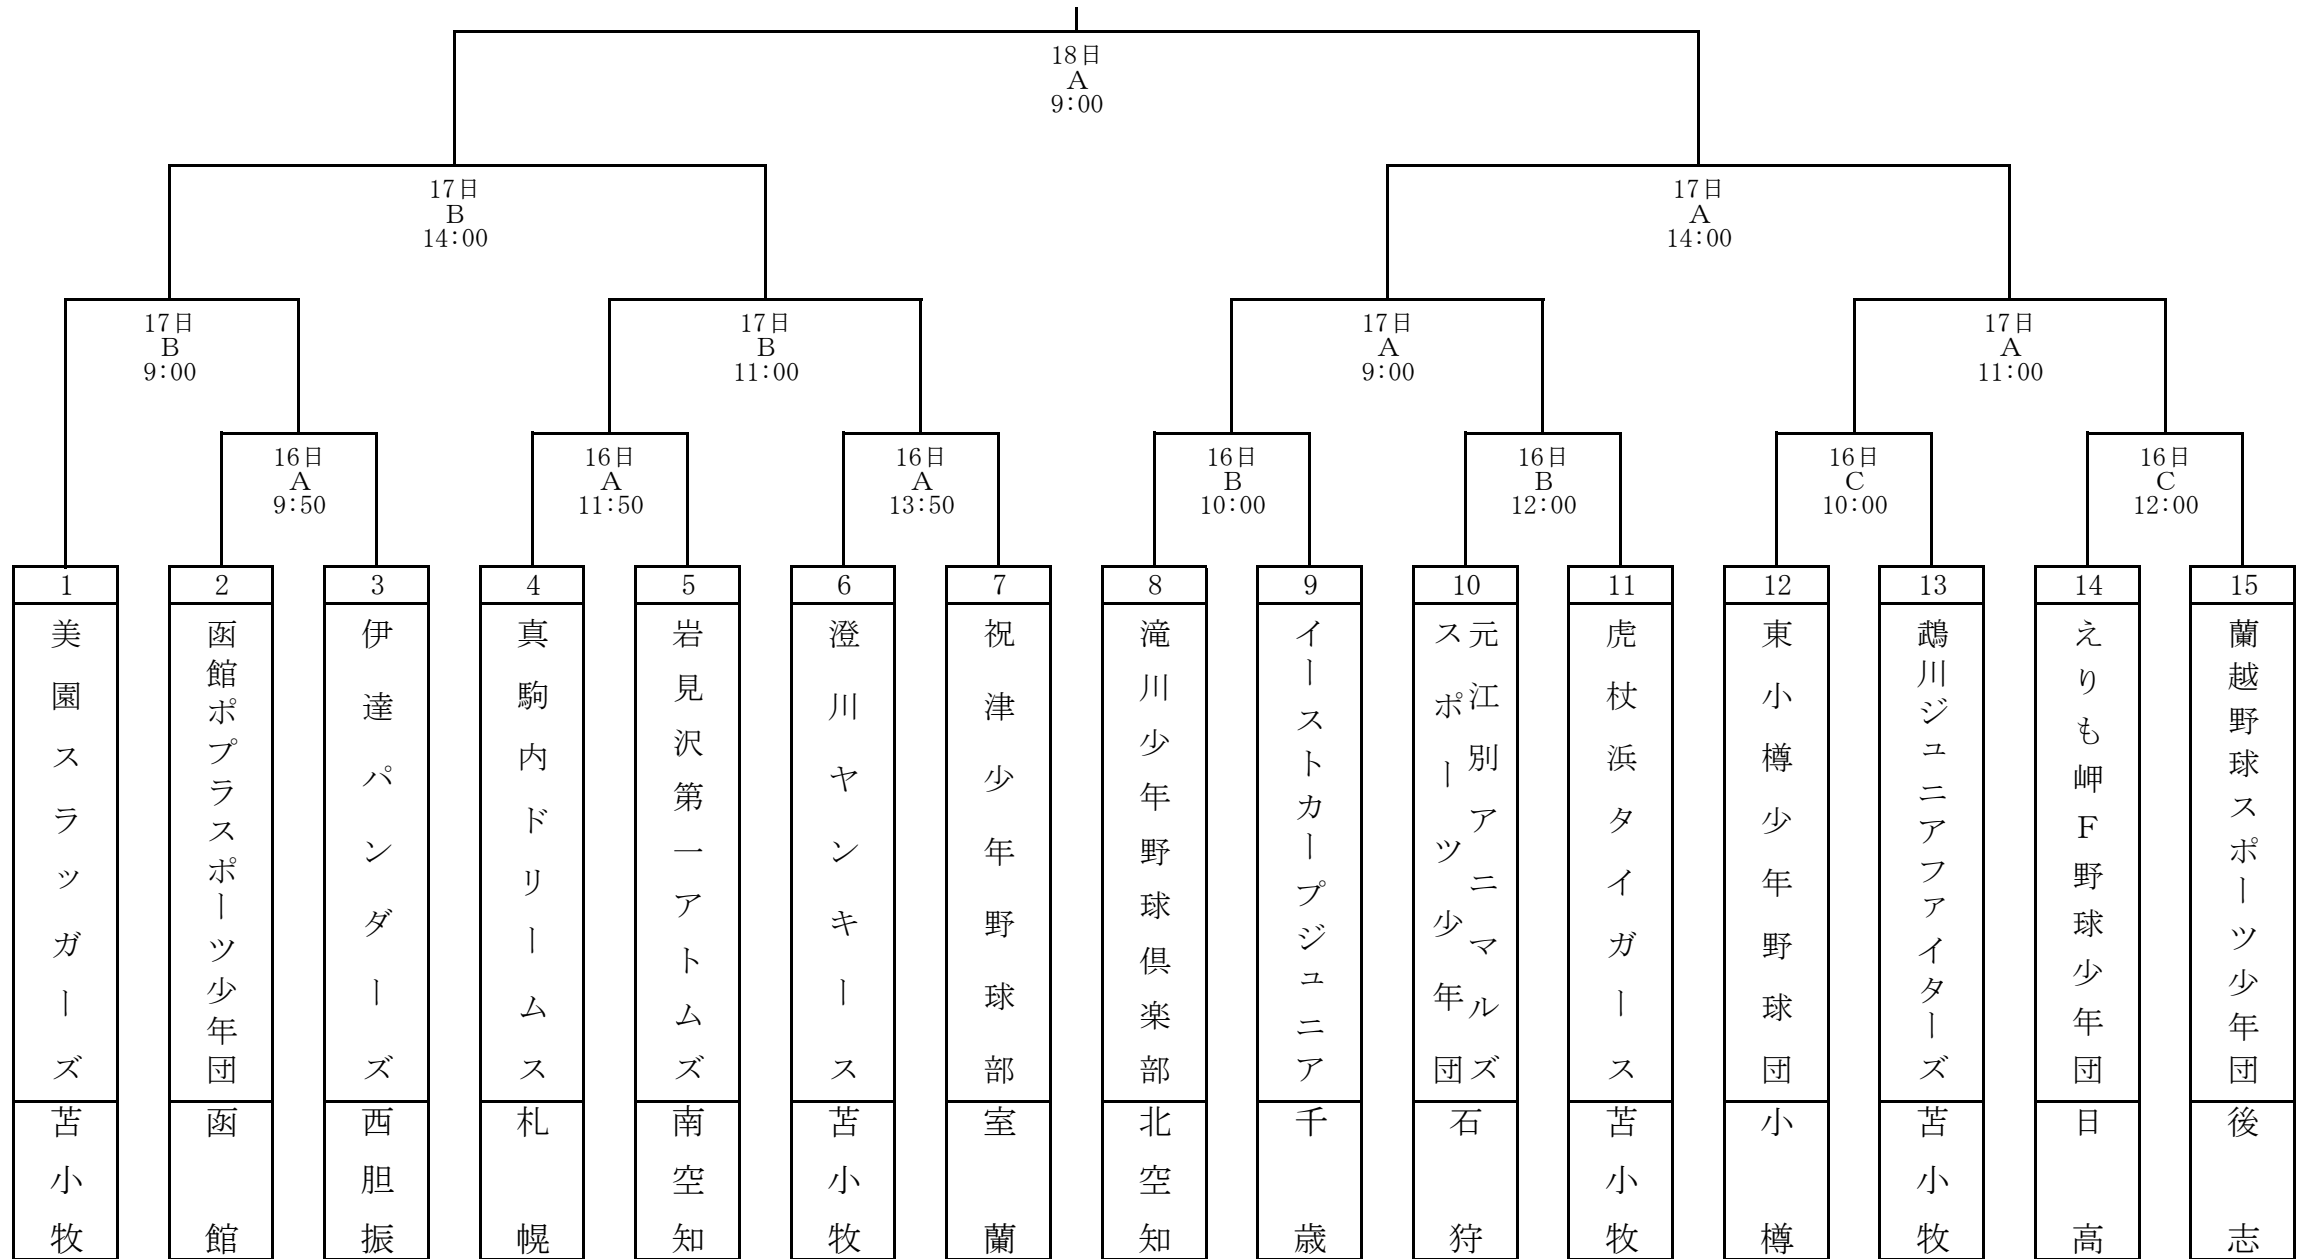 18日
A
9:00
17日
B
14:00
17日
A
14:00
17日
B
9:00
17日
B
11:00
17日
A
9:00
17日
A
11:00
16日
A
9:50
16日
A
11:50
16日
A
13:50
16日
B
10:00
16日
B
12:00
16日
C
10:00
16日
C
12:00
1
美園スラッガーズ
苫小牧
2
函館ポプラスポーツ少年団
函館
3
伊達パンダーズ
西胆振
4
真駒内ドリームス
札幌
5
岩見沢第一アトムズ
南空知
6
澄川ヤンキース
苫小牧
7
祝津少年野球部
室蘭
8
滝川少年野球倶楽部
北空知
9
イーストカープジュニア
千歳
10
元江別アニマルズ
スポーツ少年団
石狩
11
虎杖浜タイガース
苫小牧
12
東小樽少年野球団
小樽
13
鵡川ジュニアファイターズ
苫小牧
14
えりも岬F野球少年団
日高
15
蘭越野球スポーツ少年団
後志